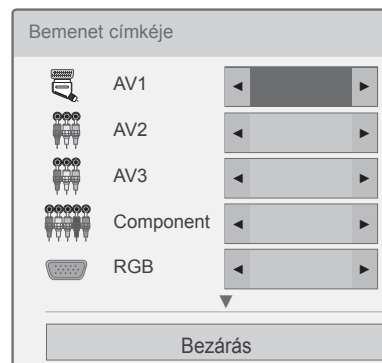 Bemenet címkéje
AV1
AV2
AV3
Component
RGB
Bezárás